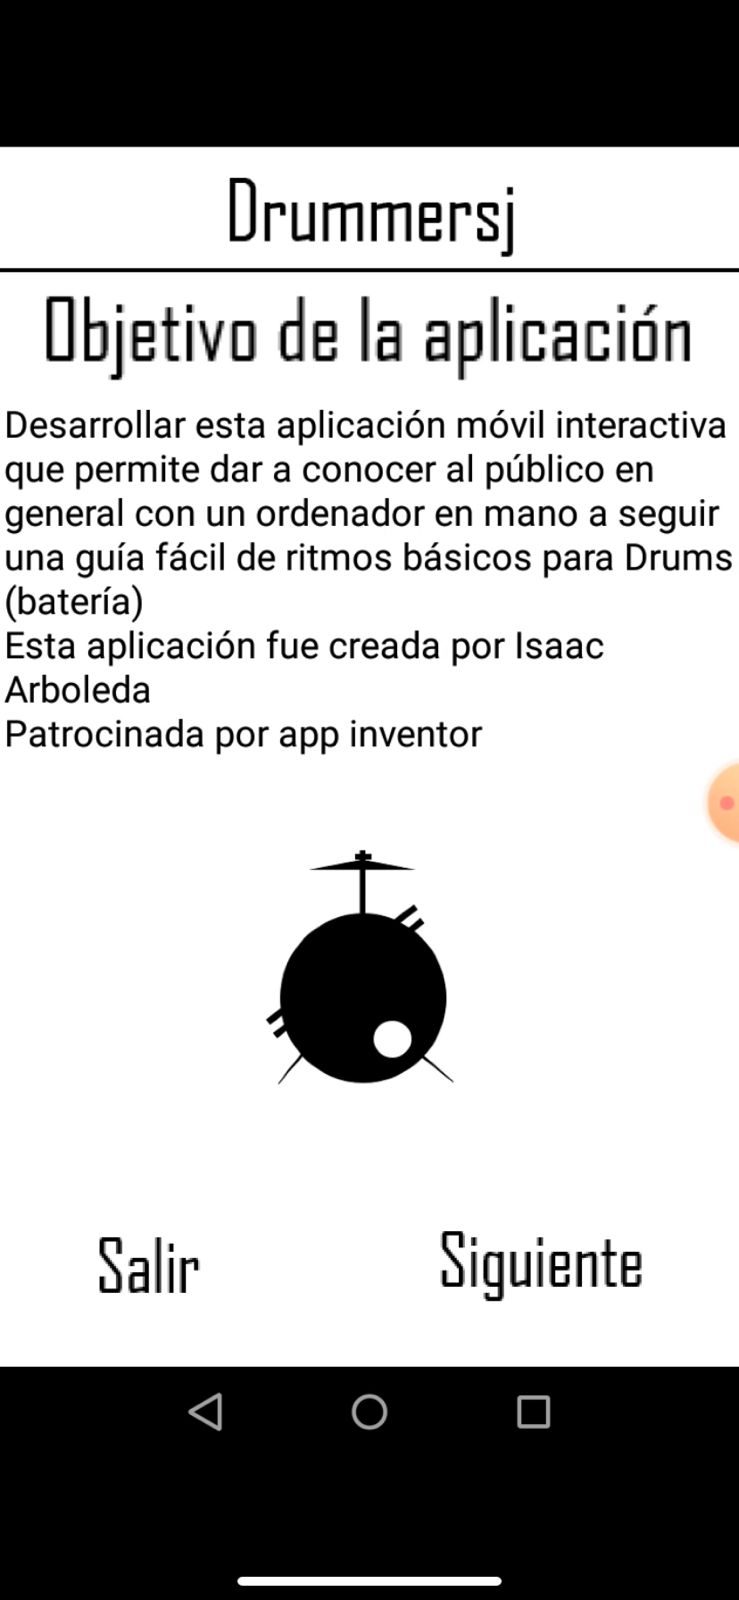 Drummersj
Objetivo de la aplicación
Desarrollar esta aplicación móvil interactiva
que permite dar a conocer al público en
general con un ordenador en mano a seguir
una guía fácil de ritmos básicos para Drums
(batería)
Esta aplicación fue creada por Isaac
Arboleda
Patrocinada por app inventor
Salir
Siguiente